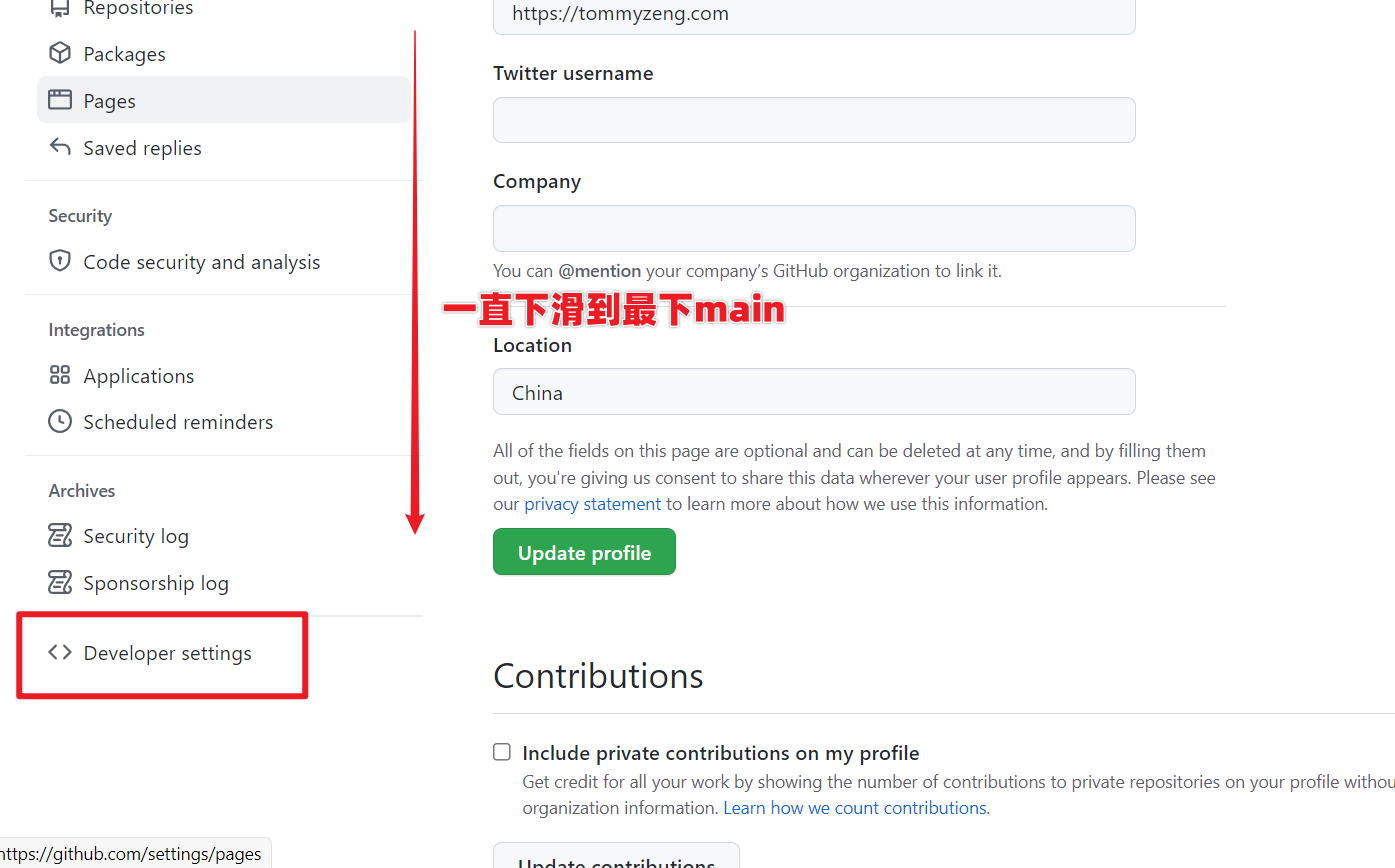 Repositories
Packages
Pages
Saved replies
Security
Code security and analysis
Integrations
Applications
Scheduled reminders
Archives
Security log
Sponsorship log
Developer settings
https://tommyzeng.com
Twitter username
Company
You can @mention your company’s GitHub organization to link it.
一直下滑到最下main
Location
China
All of the fields on this page are optional and can be deleted at any time, and by filling them
out, you're giving us consent to share this data wherever your user profile appears. Please see
our privacy statement to learn more about how we use this information.
Update profile
Contributions
Include private contributions on my profile
Get credit for all your work by showing the number of contributions to private repositories on your profile withou
organization information. Learn how we count contributions.
Update contributions
https://github.com/settings/pages